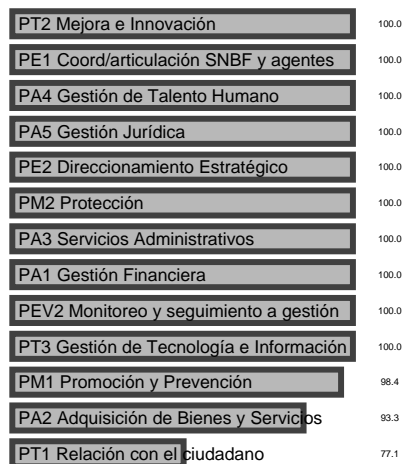 PT2 Mejora e Innovación 100.0
PE1 Coord/articulación SNBF y agentes 100.0
PA4 Gestión de Talento Humano 100.0
PA5 Gestión Jurídica 100.0
PE2 Direccionamiento Estratégico 100.0
PM2 Protección 100.0
PA3 Servicios Administrativos 100.0
PA1 Gestión Financiera 100.0
PEV2 Monitoreo y seguimiento a gestión 100.0
PT3 Gestión de Tecnología e Información 100.0
PM1 Promoción y Prevención 98.4
PA2 Adquisición de Bienes y Servicios 93.3
PT1 Relación con el ciudadano 77.1